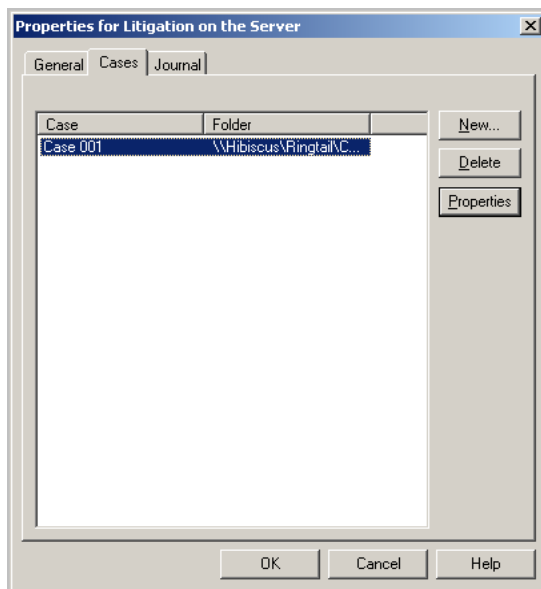 Properties for Litigation on the Server
General Cases Journal
Case Folder
Case 001 \\Hibiscus\Ringtail\C...
New...
Delete
Properties
OK Cancel Help